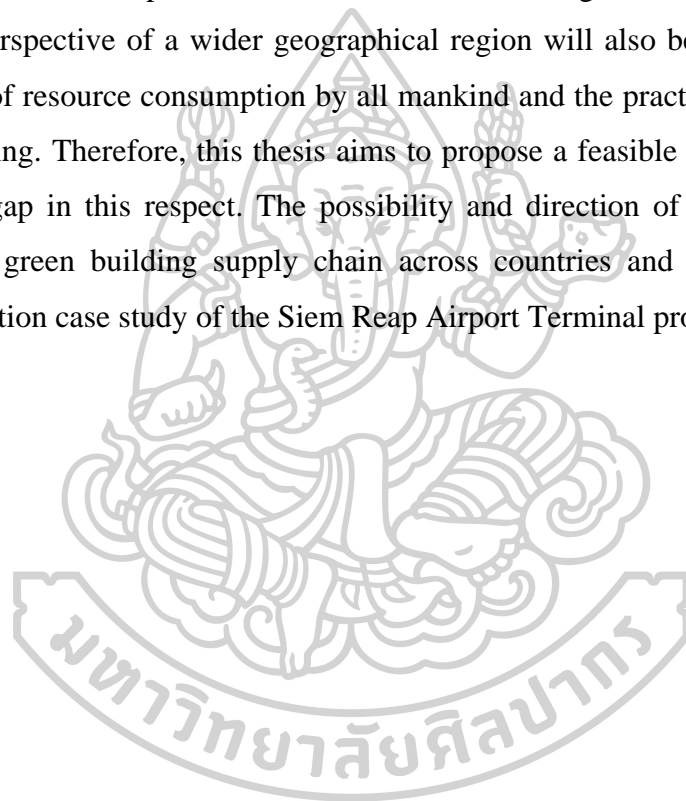 rspective of a wider geographical region will also be
of resource consumption by all mankind and the pract
ing. Therefore, this thesis aims to propose a feasible
gap in this respect. The possibility and direction of
green building supply chain across countries and
tion case study of the Siem Reap Airport Terminal pro
มหาวิทยาลัยศิลปากร